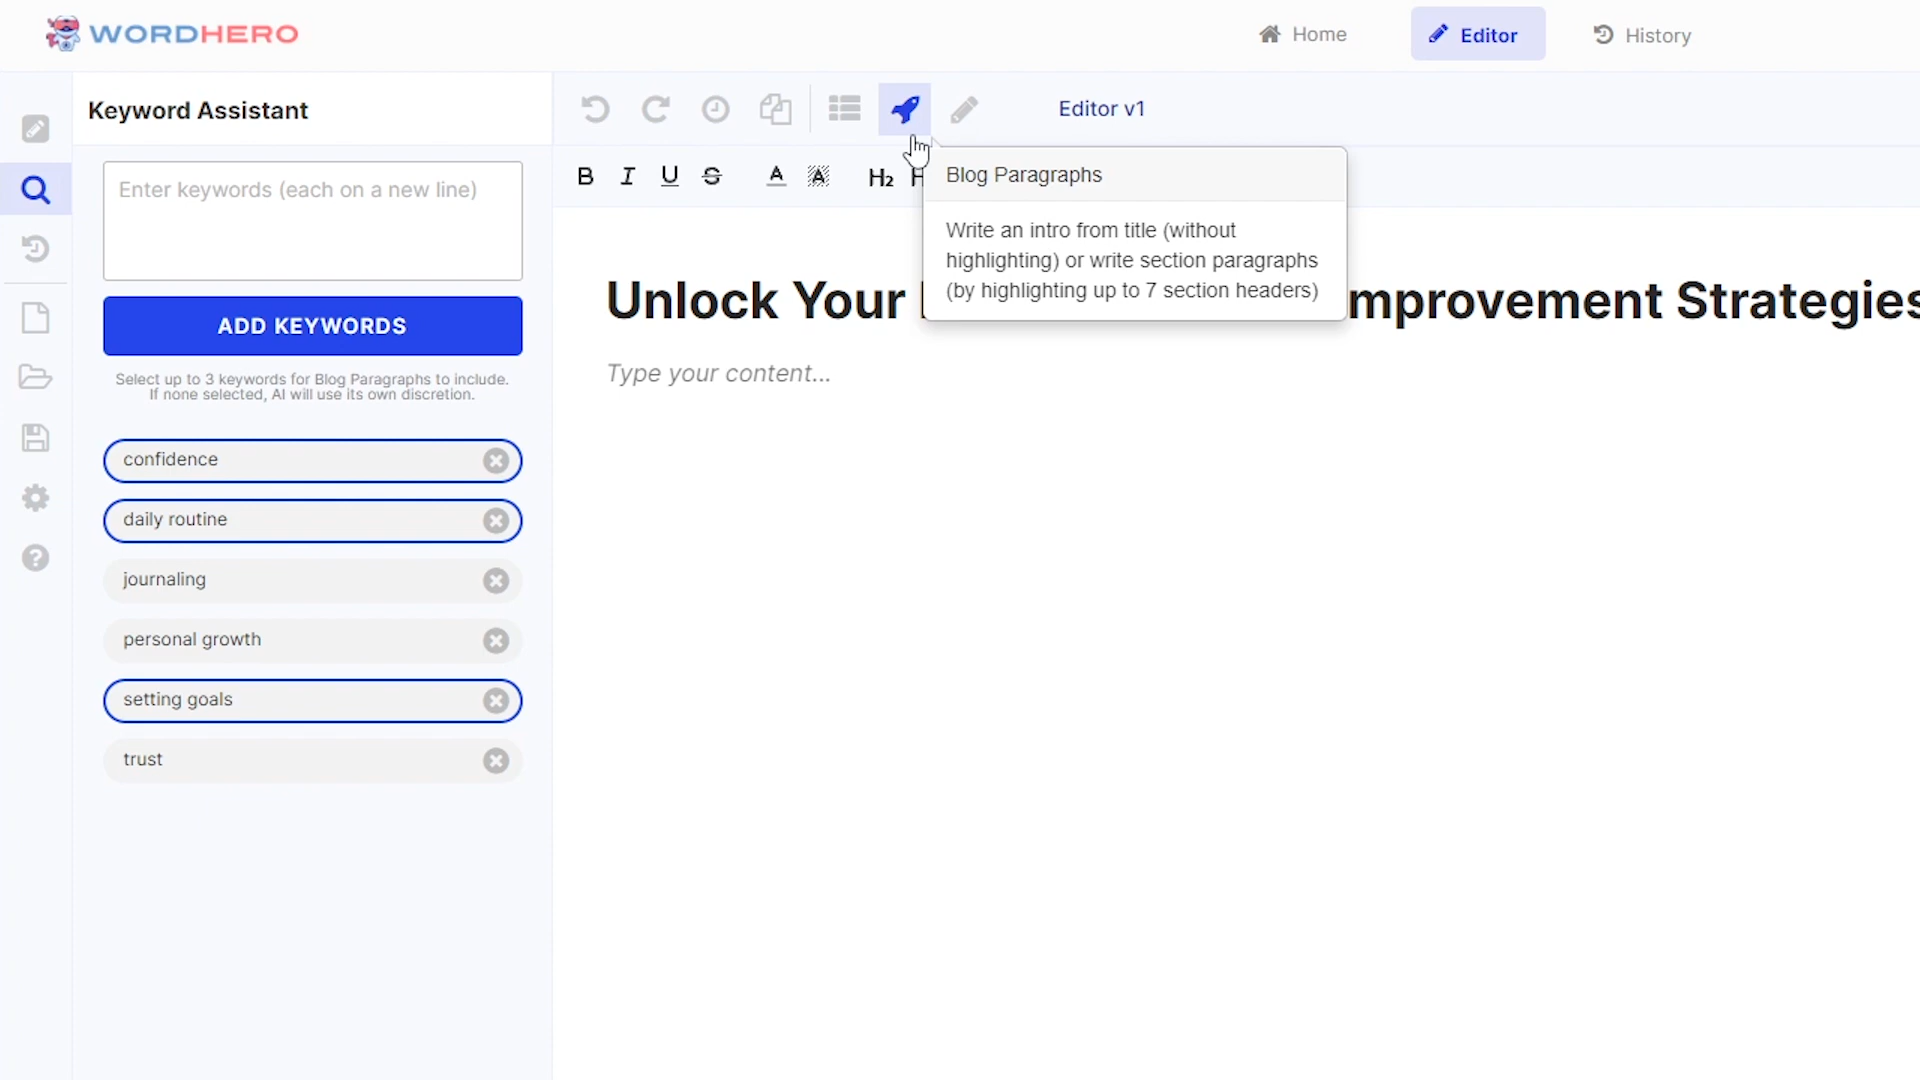 WORDHERO
Home
Editor
History
Keyword Assistant
Editor v1
Enter keywords (each on a new line)
B I U S A A H₂ H
Blog Paragraphs
Write an intro from title (without
highlighting) or write section paragraphs
(by highlighting up to 7 section headers)
ADD KEYWORDS
Select up to 3 keywords for Blog Paragraphs to include.
If none selected, AI will use its own discretion.
Unlock Your mprovement Strategies
Type your content...
confidence
daily routine
journaling
personal growth
setting goals
trust